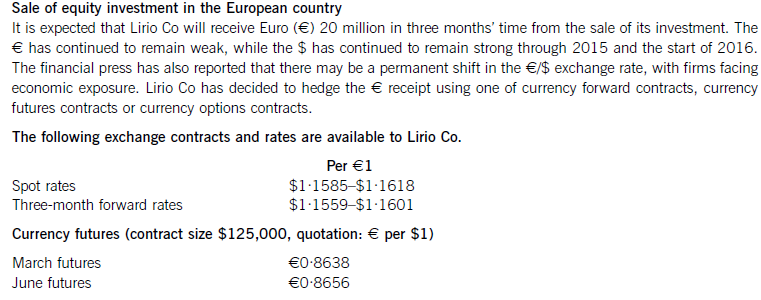 Sale of equity investment in the European country
It is expected that Lirio Co will receive Euro (€) 20 million in three months' time from the sale of its investment. The
€ has continued to remain weak, while the $ has continued to remain strong through 2015 and the start of 2016.
The financial press has also reported that there may be a permanent shift in the €/$ exchange rate, with firms facing
economic exposure. Lirio Co has decided to hedge the € receipt using one of currency forward contracts, currency
futures contracts or currency options contracts.
The following exchange contracts and rates are available to Lirio Co.
Per €1
Spot rates $1·1585–$1·1618
Three-month forward rates $1·1559–$1·1601
Currency futures (contract size $125,000, quotation: € per $1)
March futures €0·8638
June futures €0·8656